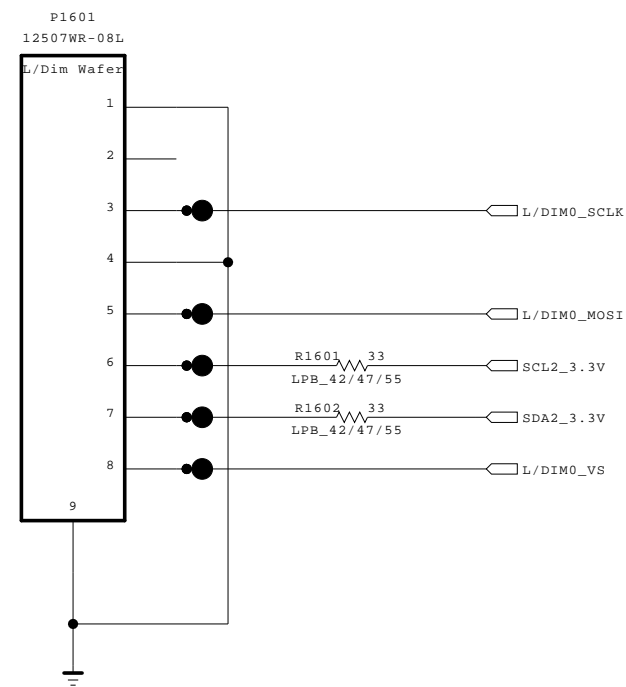 P1601
12507WR-08L
L/Dim Wafer
1
2
3
L/DIM0_SCLK
4
5
L/DIM0_MOSI
6
R1601 33
LPB_42/47/55
SCL2_3.3V
7
R1602 33
LPB_42/47/55
SDA2_3.3V
8
L/DIM0_VS
9